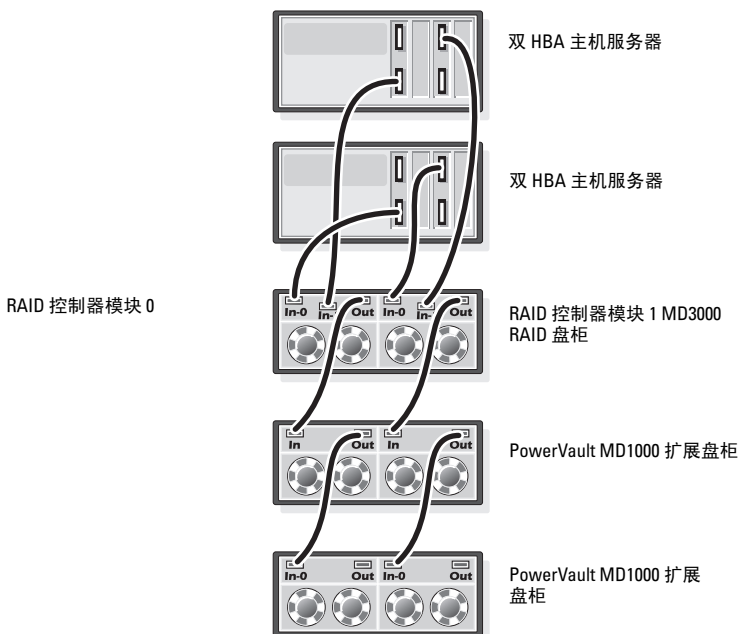 双 HBA 主机服务器
双 HBA 主机服务器
RAID 控制器模块 0
In-0 In- Out In-0 In- Out
RAID 控制器模块 1 MD3000
RAID 盘柜
In Out In Out
PowerVault MD1000 扩展盘柜
In-0 Out In-0 Out
PowerVault MD1000 扩展
盘柜